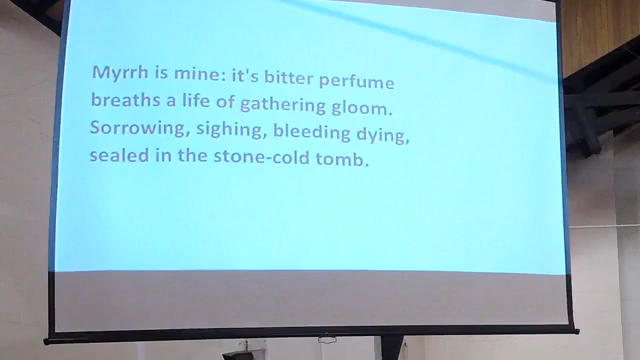 Myrrh is mine: it's bitter perfume
breaths a life of gathering gloom.
Sorrowing, sighing, bleeding dying,
sealed in the stone-cold tomb.